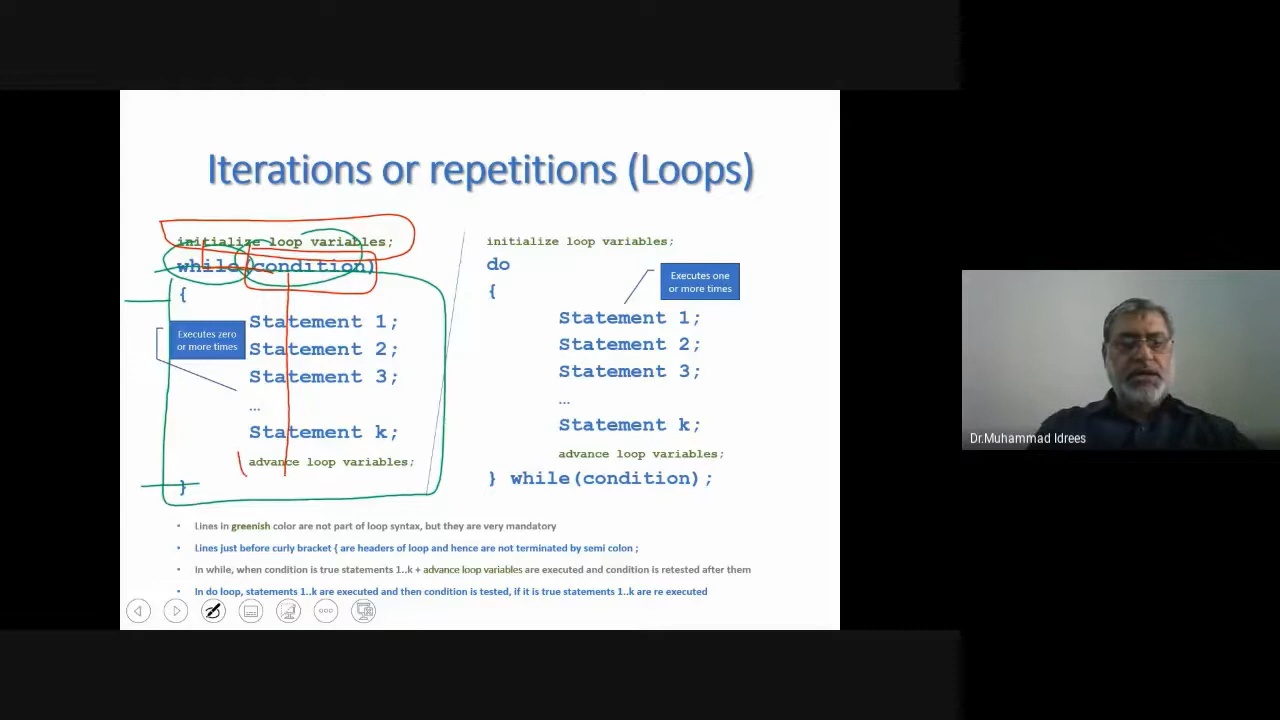 Iterations or repetitions (Loops)
initialize loop variables;
while(condition)
{
Executes zero
or more times
Statement 1;
Statement 2;
Statement 3;
…
Statement k;
advance loop variables;
}
initialize loop variables;
do
{
Executes one
or more times
Statement 1;
Statement 2;
Statement 3;
…
Statement k;
advance loop variables;
} while(condition);
• Lines in greenish color are not part of loop syntax, but they are very mandatory
• Lines just before curly bracket { are headers of loop and hence are not terminated by semi colon ;
• In while, when condition is true statements 1..k + advance loop variables are executed and condition is retested after them
• In do loop, statements 1..k are executed and then condition is tested, if it is true statements 1..k are re executed
Dr.Muhammad Idrees